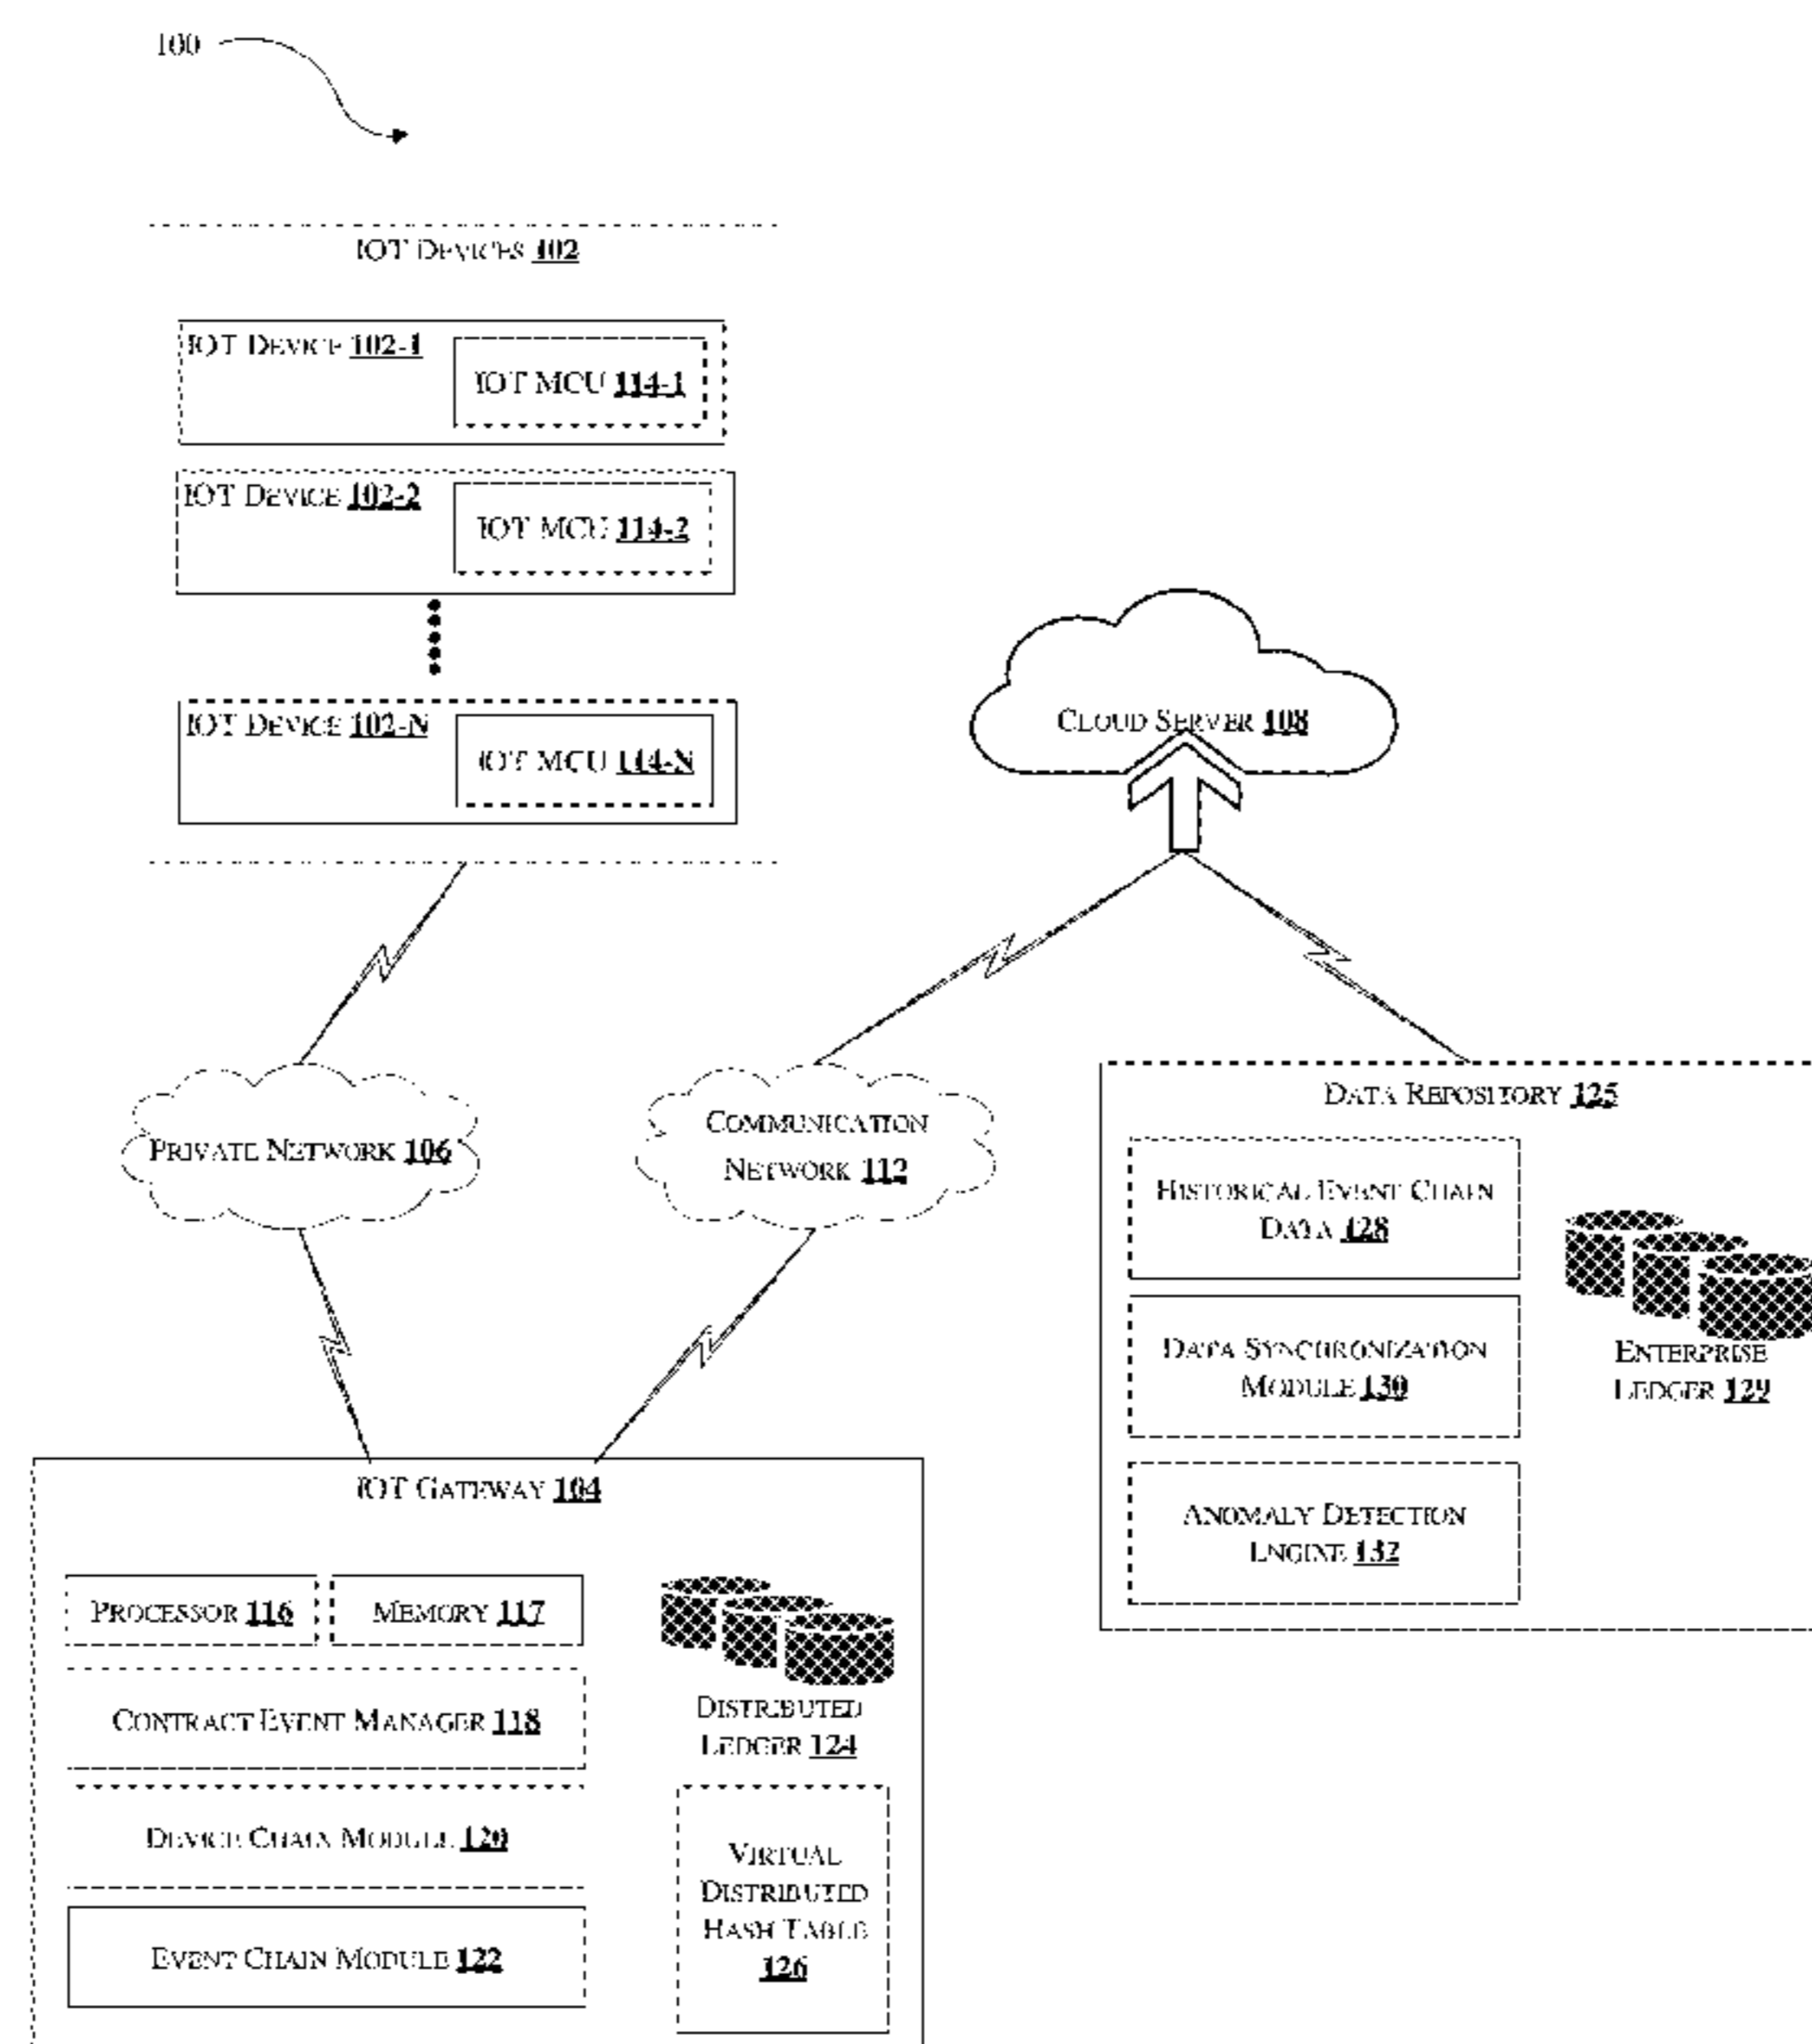 100
IOT DEVICES 102
IOT DEVICE 102-1
IOT MCU 114-1
IOT DEVICE 102-2
IOT MCU 114-2
IOT DEVICE 102-N
IOT MCU 114-N
CLOUD SERVER 108
PRIVATE NETWORK 106
COMMUNICATION
NETWORK 112
DATA REPOSITORY 125
HISTORICAL EVENT CHAIN
DATA 128
DATA SYNCHRONIZATION
MODULE 130
ANOMALY DETECTION
ENGINE 132
ENTERPRISE
LEDGER 129
IOT GATEWAY 104
PROCESSOR 116
MEMORY 117
CONTRACT EVENT MANAGER 118
DEVICE CHAIN MODULE 120
EVENT CHAIN MODULE 122
DISTRIBUTED
LEDGER 124
VIRTUAL
DISTRIBUTED
HASH TABLE
126